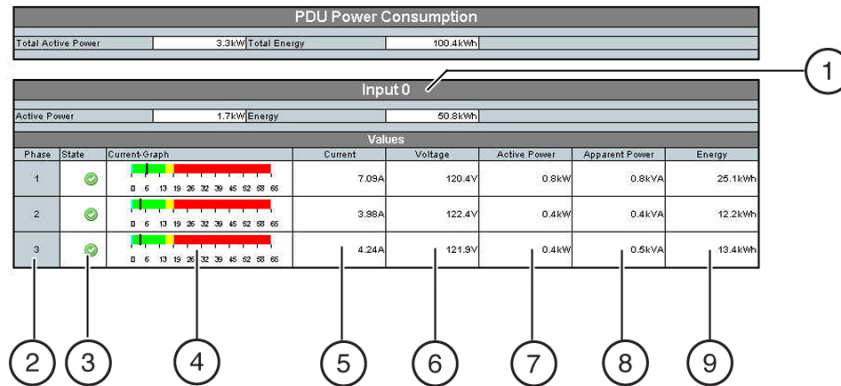 PDU Power Consumption
Total Active Power 3.3kW Total Energy 100.4kWh
Input 0
1
Active Power 1.7kW Energy 50.8kWh
Values
Phase State Current-Graph Current Voltage Active Power Apparent Power Energy
1 7.09A 120.4V 0.8kW 0.8kVA 25.1kWh
0 6 13 19 26 32 39 45 52 58 65
2 3.98A 122.4V 0.4kW 0.4kVA 12.2kWh
0 6 13 19 26 32 39 45 52 58 65
3 4.24A 121.9V 0.4kW 0.5kVA 13.4kWh
0 6 13 19 26 32 39 45 52 58 65
2 3 4 5 6 7 8 9